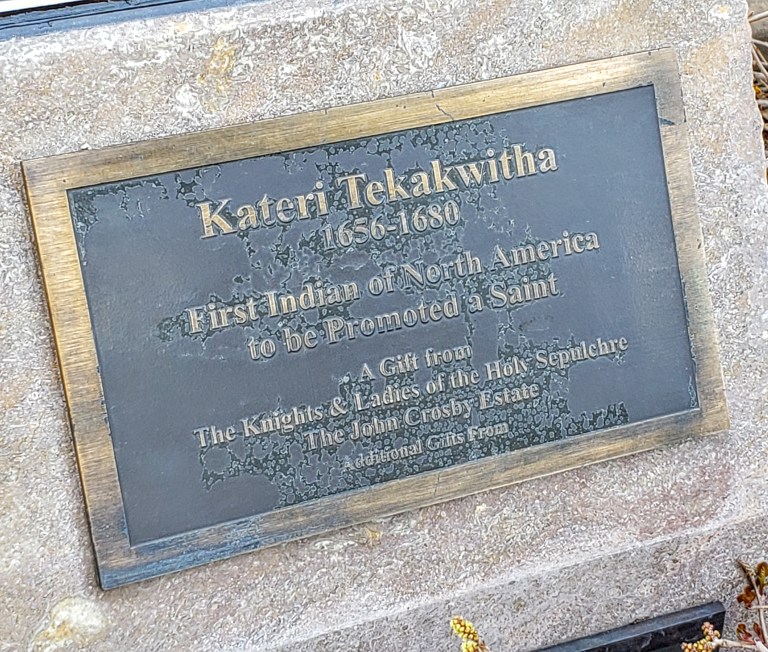 Kateri Tekakwitha
1656-1680
First Indian of North America
to be Promoted a Saint
A Gift from
The Knights & Ladies of the Holy Sepulchre
The John Crosby Estate
Additional Gifts From